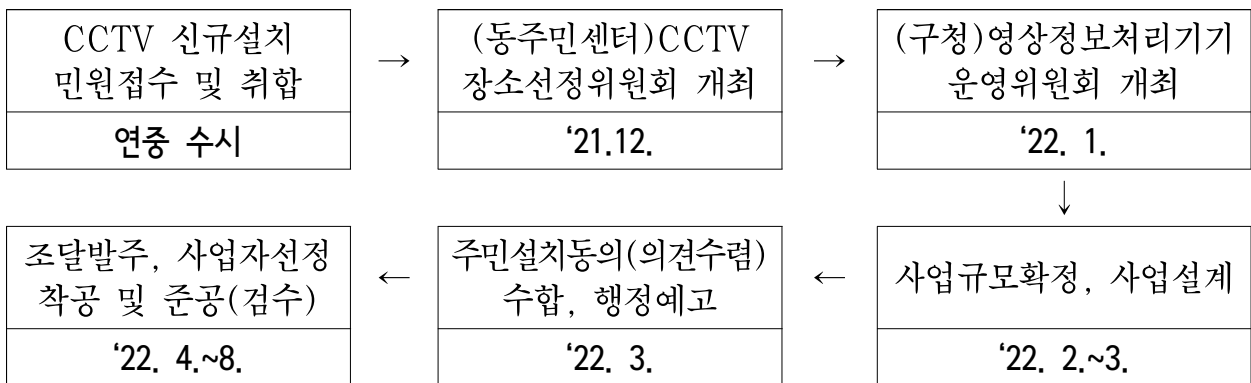 CCTV 신규설치
민원접수 및 취합
연중 수시
→
(동주민센터)CCTV
장소선정위원회 개최
‘21.12.
→
(구청)영상정보처리기기
운영위원회 개최
‘22. 1.
↓
사업규모확정, 사업설계
‘22. 2.~3.
←
주민설치동의(의견수렴)
수합, 행정예고
‘22. 3.
←
조달발주, 사업자선정
착공 및 준공(검수)
‘22. 4.~8.